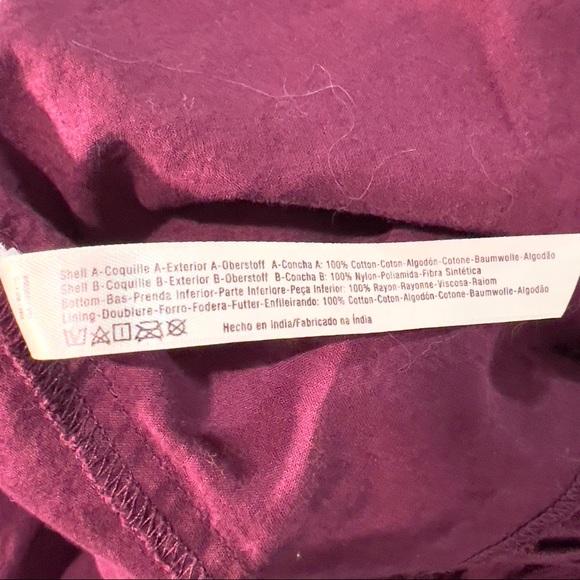 Shell A-Coquille A-Exterior A-Oberstoff A-Concha A: 100% Cotton-Coton-Algodón-Cotone-Baumwolle-Algodão
Shell B-Coquille B-Exterior B-Oberstoff B-Concha B: 100% Nylon-Poliamida-Fibra Sintética
Bottom-Bas-Prenda Inferior-Parte Inferiore-Peça Inferior: 100% Rayon-Rayonne-Viscosa-Raiom
Lining-Doublure-Forro-Fodera-Futter-Enfileirando: 100% Cotton-Coton-Algodón-Cotone-Baumwolle-Algodão
Hecho en India/Fabricado na Índia